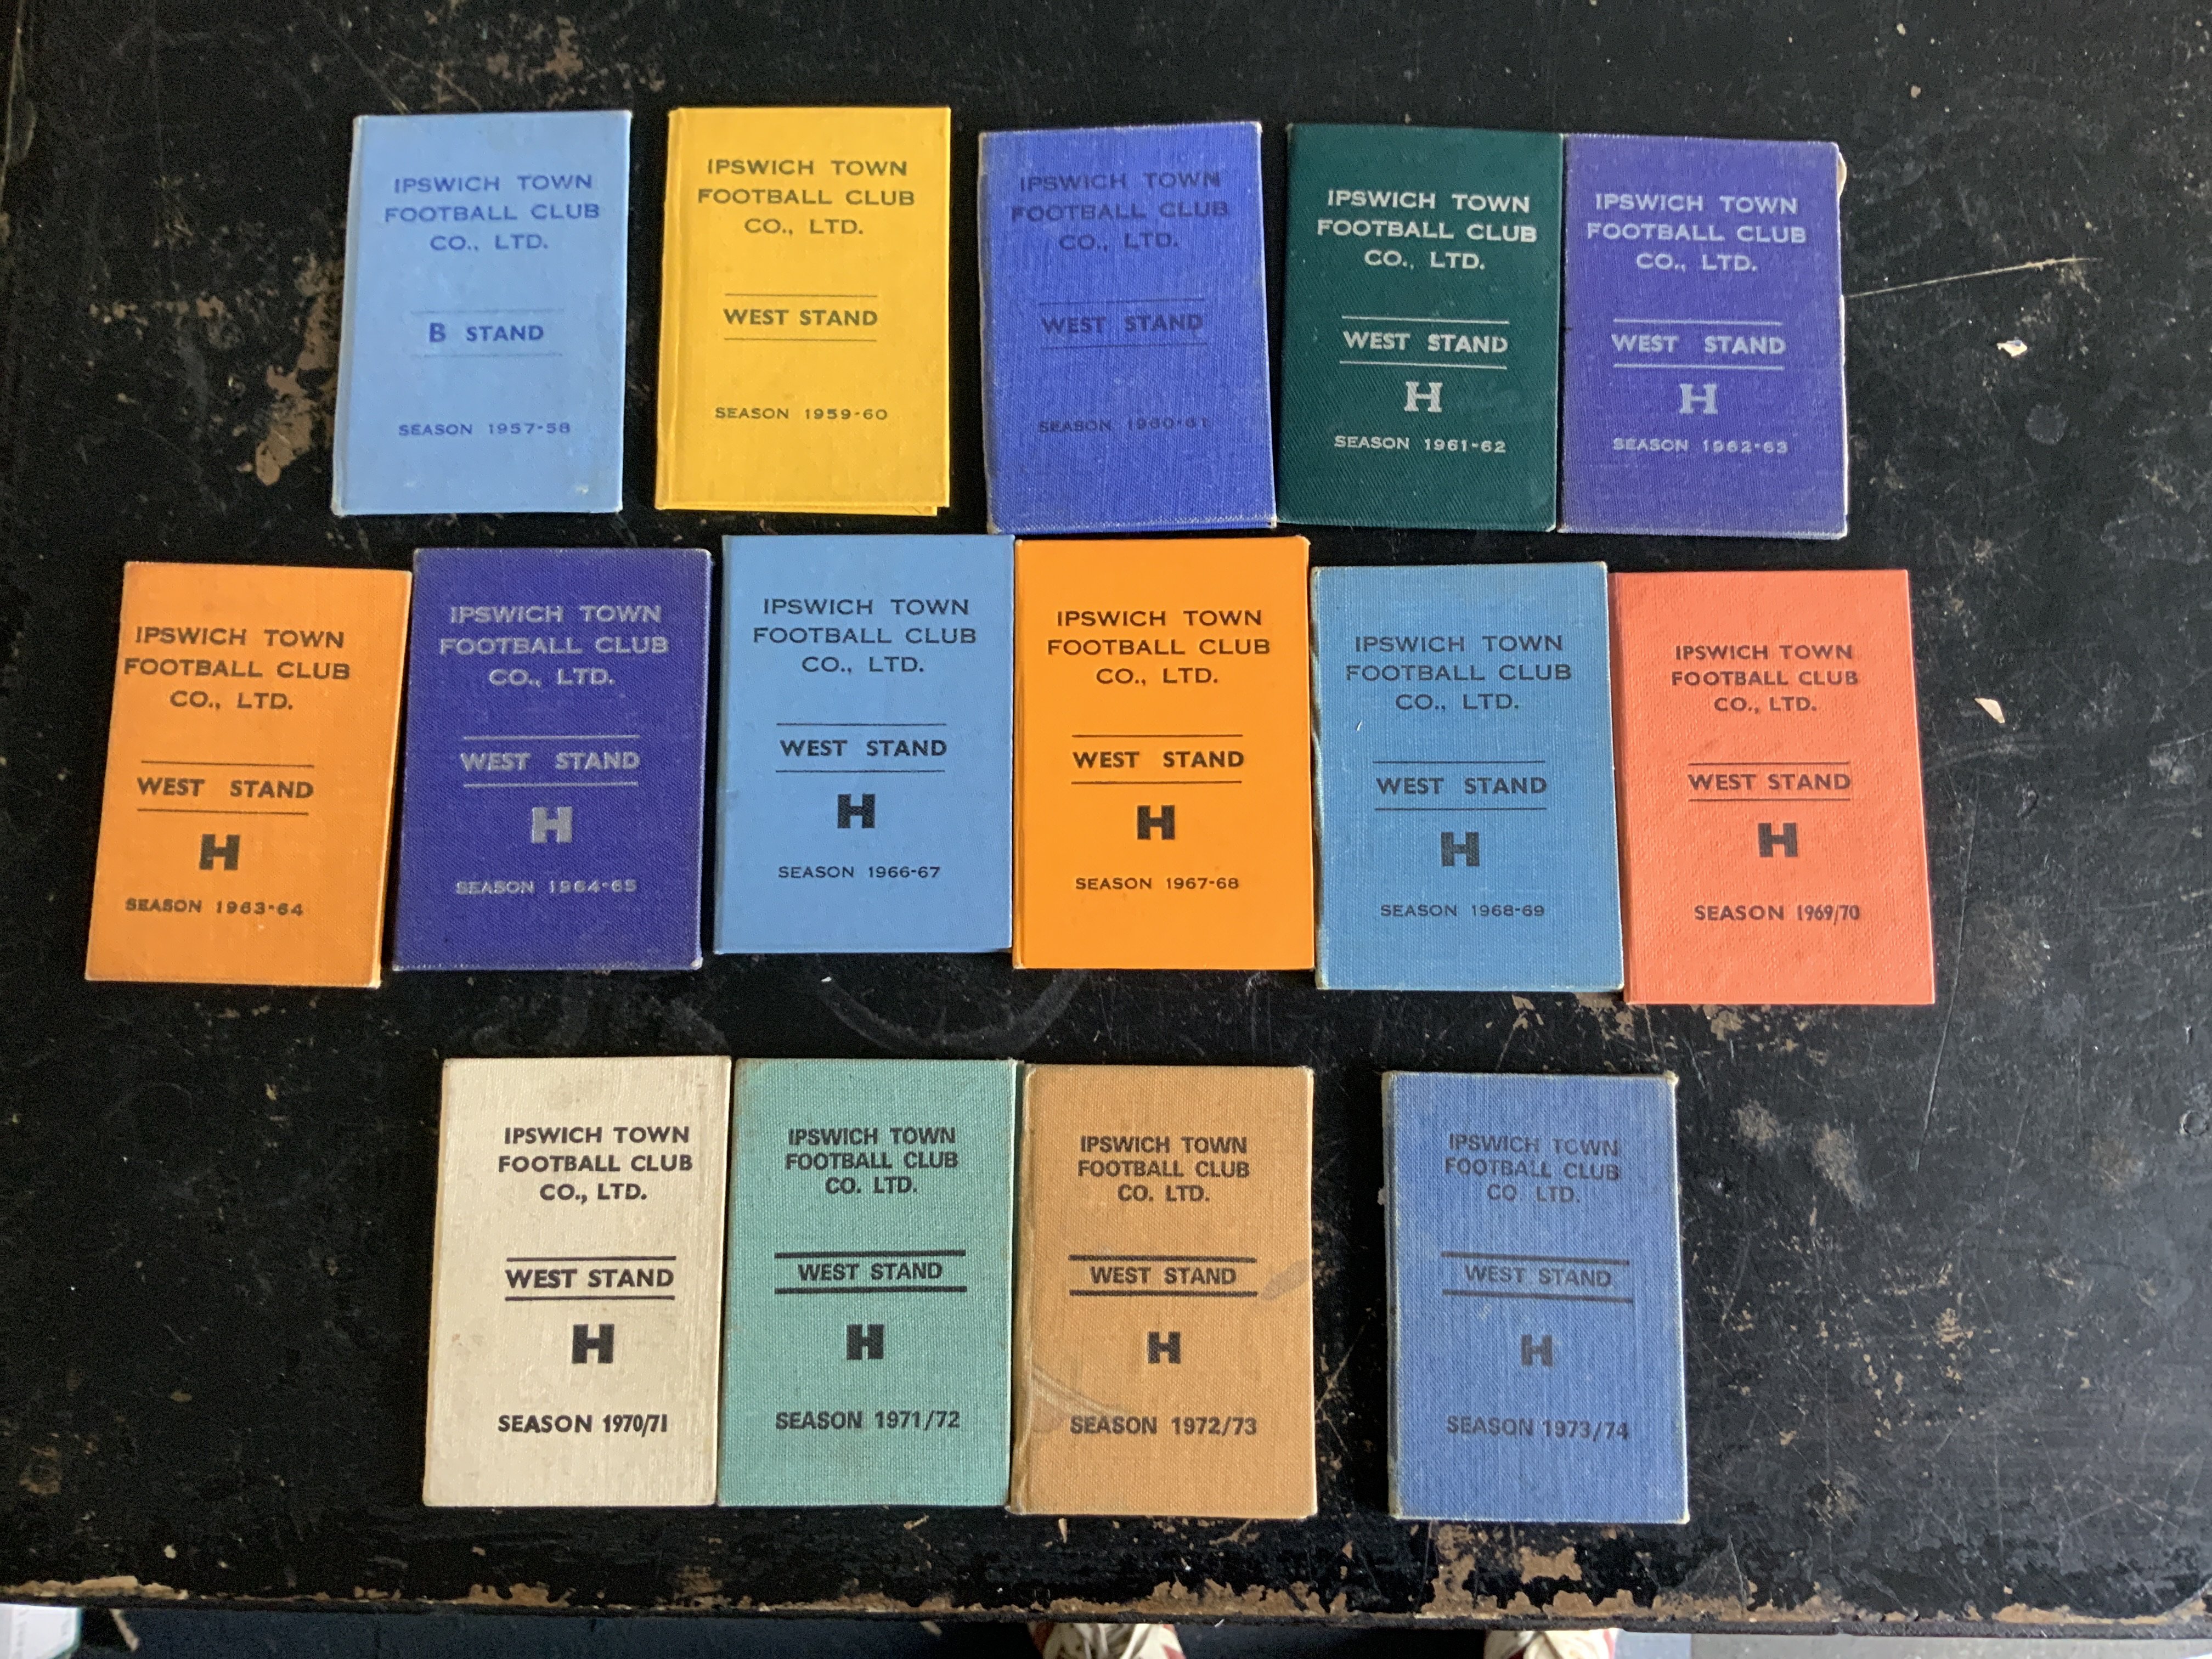 IPSWICH TOWN
FOOTBALL CLUB
CO., LTD.
B STAND
SEASON 1957-58
IPSWICH TOWN
FOOTBALL CLUB
CO., LTD.
WEST STAND
SEASON 1959-60
IPSWICH TOWN
FOOTBALL CLUB
CO., LTD.
WEST STAND
SEASON 1960-61
IPSWICH TOWN
FOOTBALL CLUB
CO., LTD.
WEST STAND
H
SEASON 1961-62
IPSWICH TOWN
FOOTBALL CLUB
CO., LTD.
WEST STAND
H
SEASON 1962-63
IPSWICH TOWN
FOOTBALL CLUB
CO., LTD.
WEST STAND
H
SEASON 1963-64
IPSWICH TOWN
FOOTBALL CLUB
CO., LTD.
WEST STAND
H
SEASON 1964-65
IPSWICH TOWN
FOOTBALL CLUB
CO., LTD.
WEST STAND
H
SEASON 1966-67
IPSWICH TOWN
FOOTBALL CLUB
CO., LTD.
WEST STAND
H
SEASON 1967-68
IPSWICH TOWN
FOOTBALL CLUB
CO., LTD.
WEST STAND
H
SEASON 1968-69
IPSWICH TOWN
FOOTBALL CLUB
CO., LTD.
WEST STAND
H
SEASON 1969/70
IPSWICH TOWN
FOOTBALL CLUB
CO., LTD.
WEST STAND
H
SEASON 1970/71
IPSWICH TOWN
FOOTBALL CLUB
CO. LTD.
WEST STAND
H
SEASON 1971/72
IPSWICH TOWN
FOOTBALL CLUB
CO. LTD.
WEST STAND
H
SEASON 1972/73
IPSWICH TOWN
FOOTBALL CLUB
CO LTD.
WEST STAND
H
SEASON 1973/74